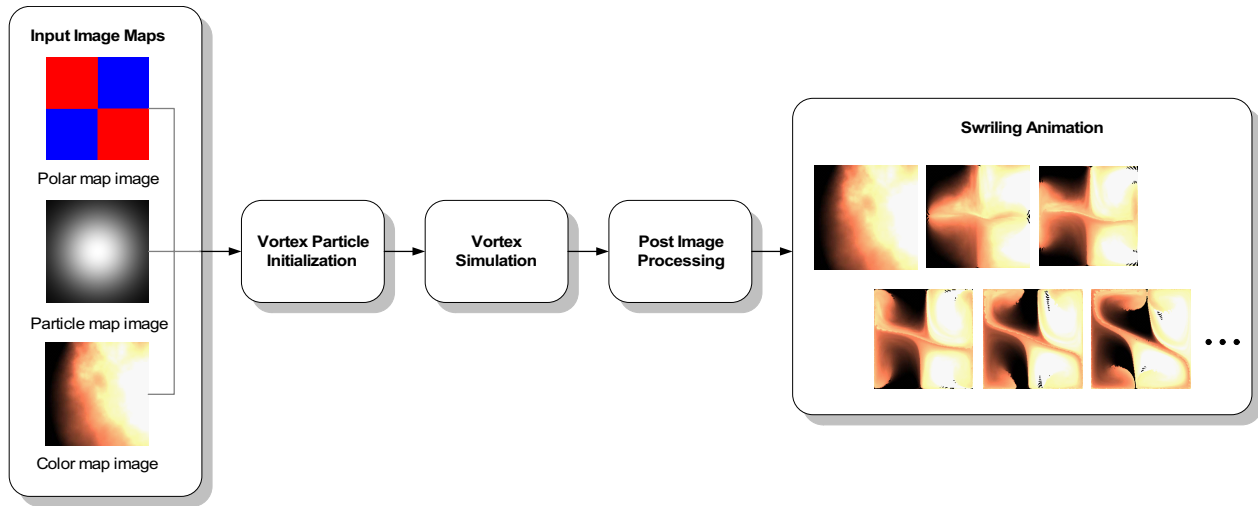 Input Image Maps
Polar map image
Particle map image
Color map image
Vortex Particle
Initialization
Vortex
Simulation
Post Image
Processing
Swriling Animation